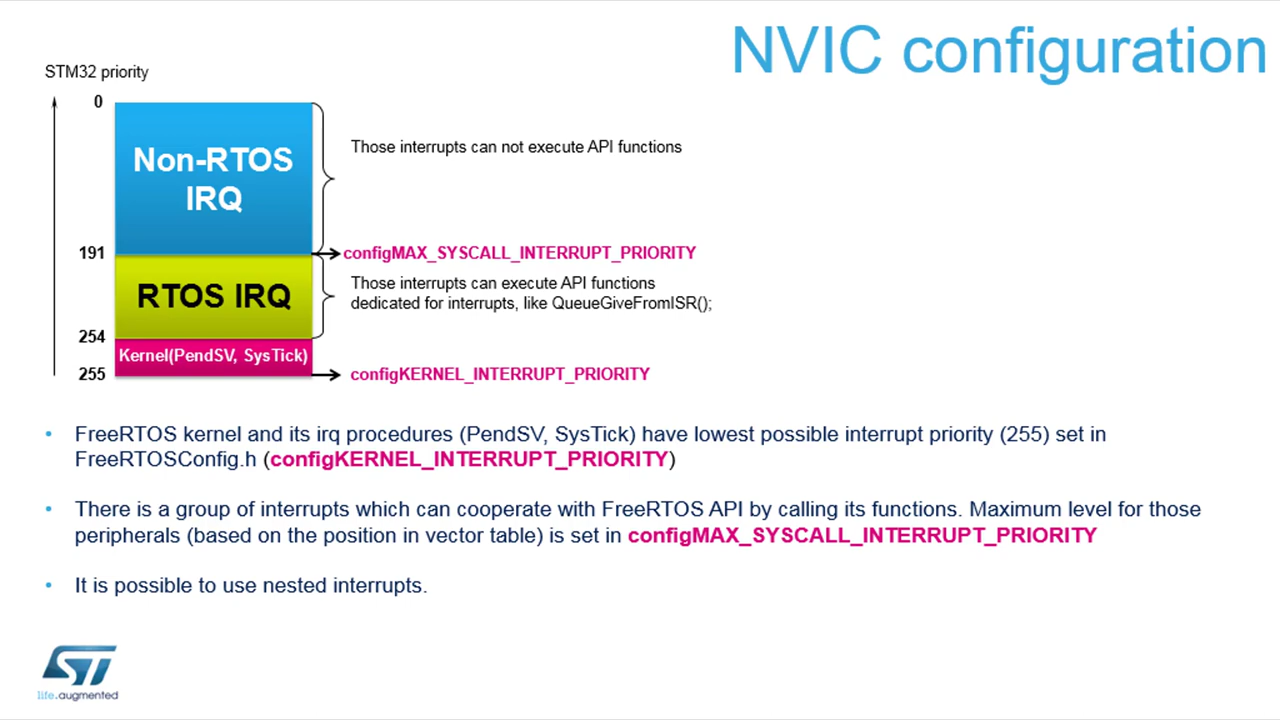 NVIC configuration
STM32 priority
0
Non-RTOS
IRQ
Those interrupts can not execute API functions
191
configMAX_SYSCALL_INTERRUPT_PRIORITY
RTOS IRQ
Those interrupts can execute API functions
dedicated for interrupts, like QueueGiveFromISR();
254
Kernel(PendSV, SysTick)
255
configKERNEL_INTERRUPT_PRIORITY
• FreeRTOS kernel and its irq procedures (PendSV, SysTick) have lowest possible interrupt priority (255) set in
FreeRTOSConfig.h (configKERNEL_INTERRUPT_PRIORITY)
• There is a group of interrupts which can cooperate with FreeRTOS API by calling its functions. Maximum level for those
peripherals (based on the position in vector table) is set in configMAX_SYSCALL_INTERRUPT_PRIORITY
• It is possible to use nested interrupts.
ST
life.augmented